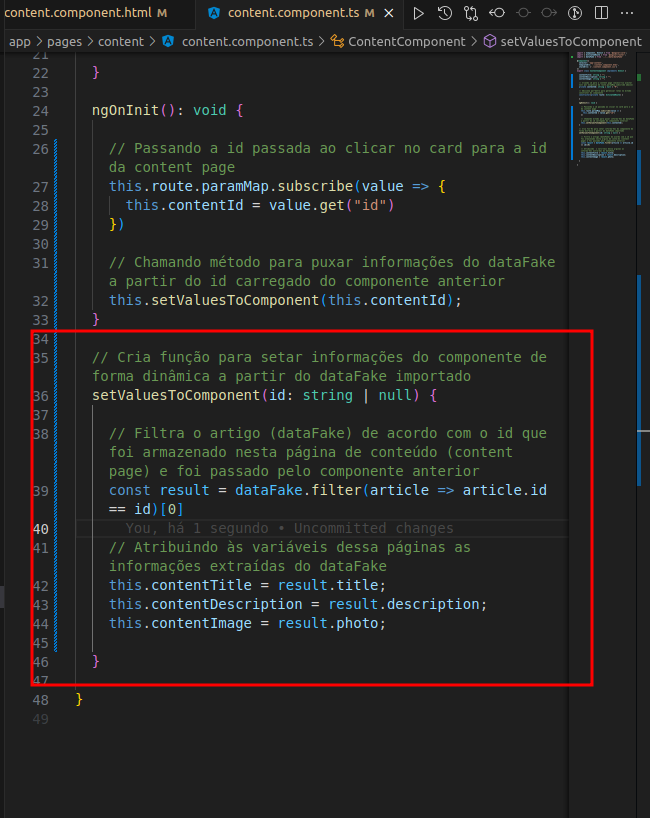 content.component.html M
content.component.ts M
app > pages > content > content.component.ts > ContentComponent > setValuesToComponent
21
22 }
23
24 ngOnInit(): void {
25
26 // Passando a id passada ao clicar no card para a id
da content page
27 this.route.paramMap.subscribe(value => {
28 this.contentId = value.get("id")
29 })
30
31 // Chamando método para puxar informações do dataFake
a partir do id carregado do componente anterior
32 this.setValuesToComponent(this.contentId);
33 }
34
35 // Cria função para setar informações do componente de
forma dinâmica a partir do dataFake importado
36 setValuesToComponent(id: string | null) {
37
38 // Filtra o artigo (dataFake) de acordo com o id que
foi armazenado nesta página de conteúdo (content
page) e foi passado pelo componente anterior
39 const result = dataFake.filter(article => article.id
== id)[0]
40 You, há 1 segundo • Uncommitted changes
41 // Atribuindo às variáveis dessa páginas as
informações extraídas do dataFake
42 this.contentTitle = result.title;
43 this.contentDescription = result.description;
44 this.contentImage = result.photo;
45
46 }
47
48 }
49